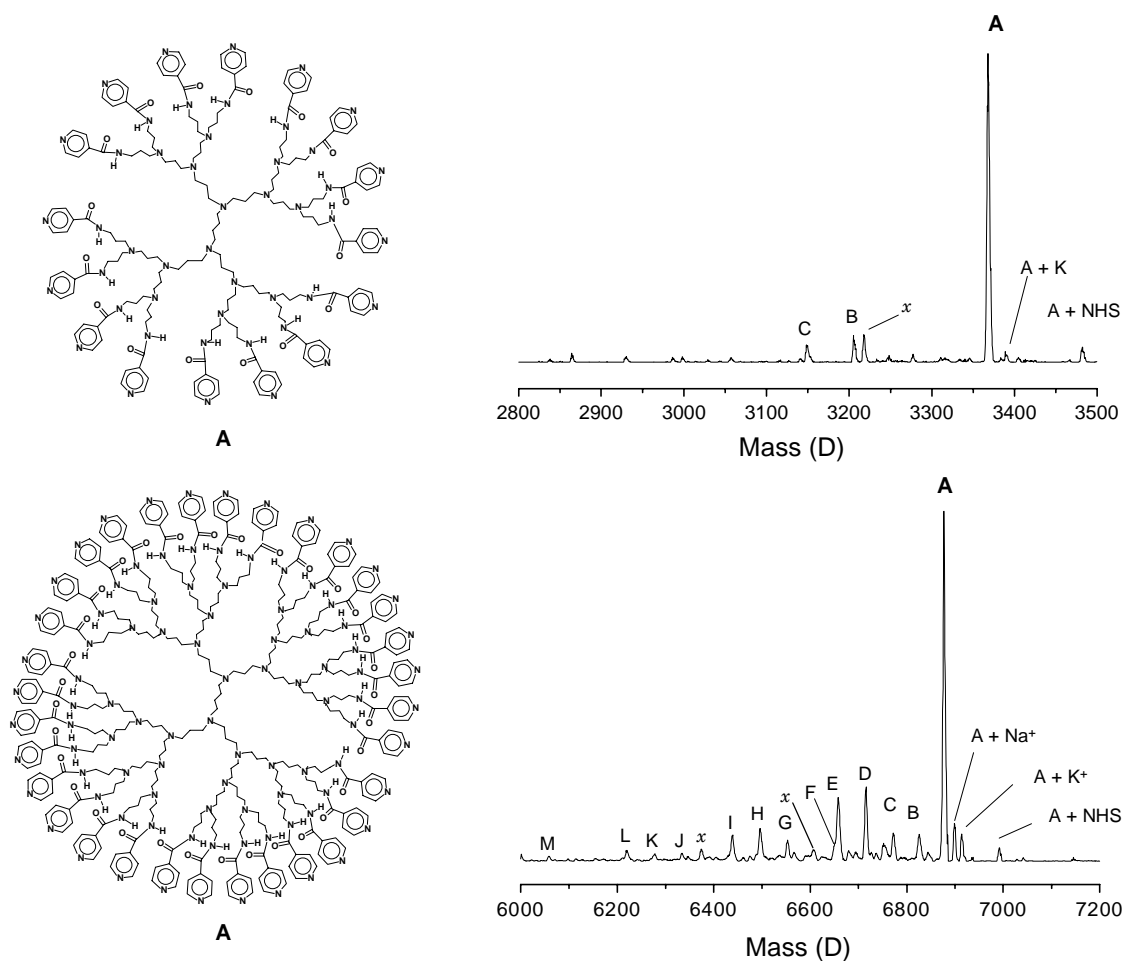 A
A + K
A + NHS
C
B
x
2800 2900 3000 3100 3200 3300 3400 3500
Mass (D)
A
A
A + Na⁺
A + K⁺
A + NHS
M
L
K
J
x
I
H
G
x
F
E
D
C
B
6000 6200 6400 6600 6800 7000 7200
Mass (D)
A